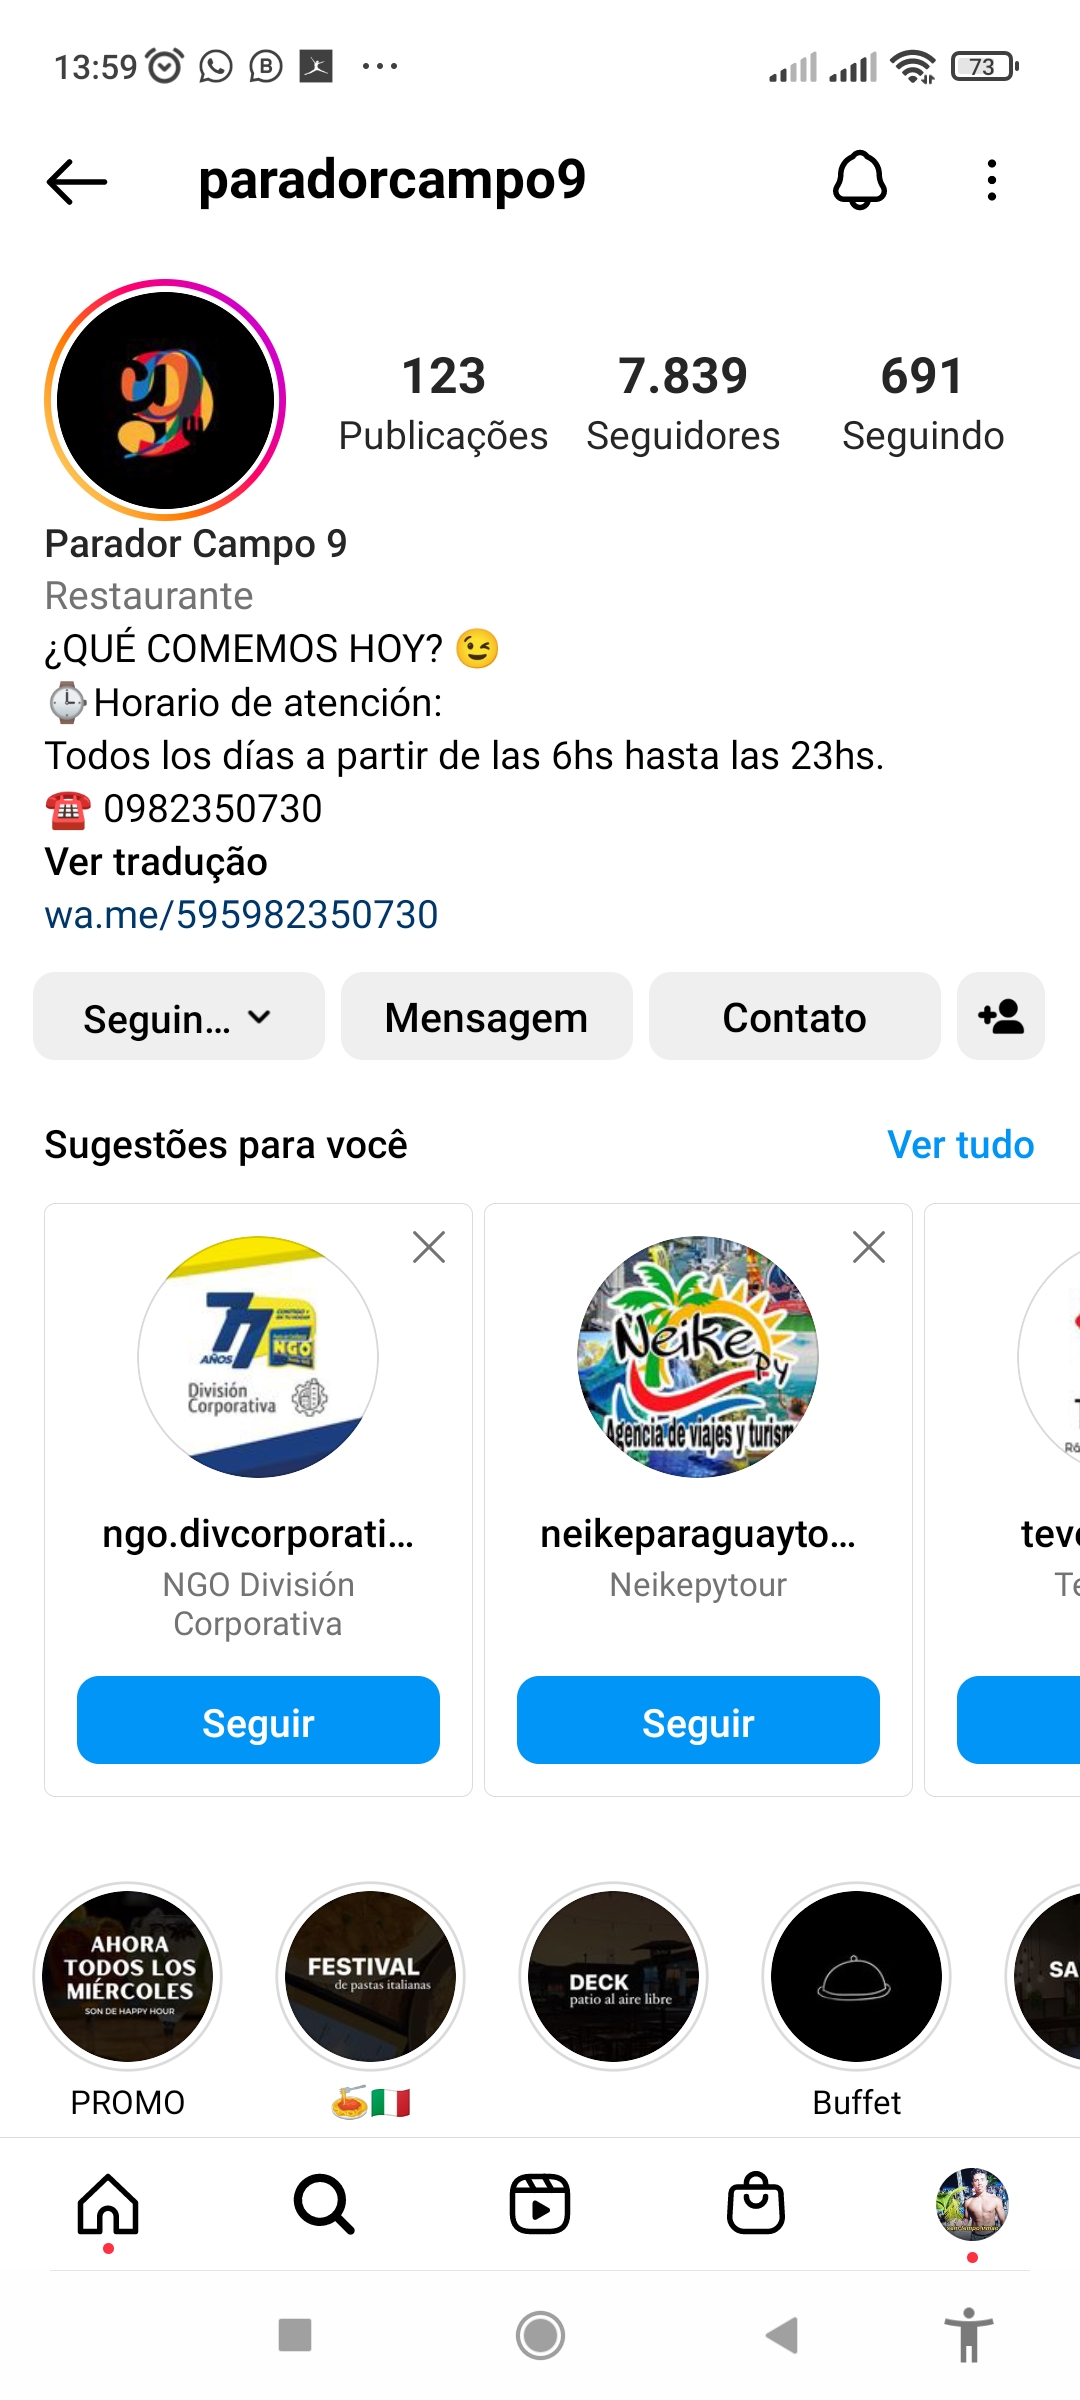 13:59
73
paradorcampo9
123
7.839
691
Publicações
Seguidores
Seguindo
Parador Campo 9
Restaurante
¿QUÉ COMEMOS HOY? 😉
⌚Horario de atención:
Todos los días a partir de las 6hs hasta las 23hs.
☎️ 0982350730
Ver tradução
wa.me/595982350730
Seguin...
Mensagem
Contato
Sugestões para você
Ver tudo
77
AÑOS
NGO
División
Corporativa
Neike
Py
Agencia de viajes y turism
ngo.divcorporati...
neikeparaguayto...
NGO División
Corporativa
Neikepytour
Seguir
Seguir
AHORA
TODOS LOS
MIÉRCOLES
SON DE HAPPY HOUR
FESTIVAL
de pastas italianas
DECK
patio al aire libre
SA
PROMO
🍝🇮🇹
Buffet